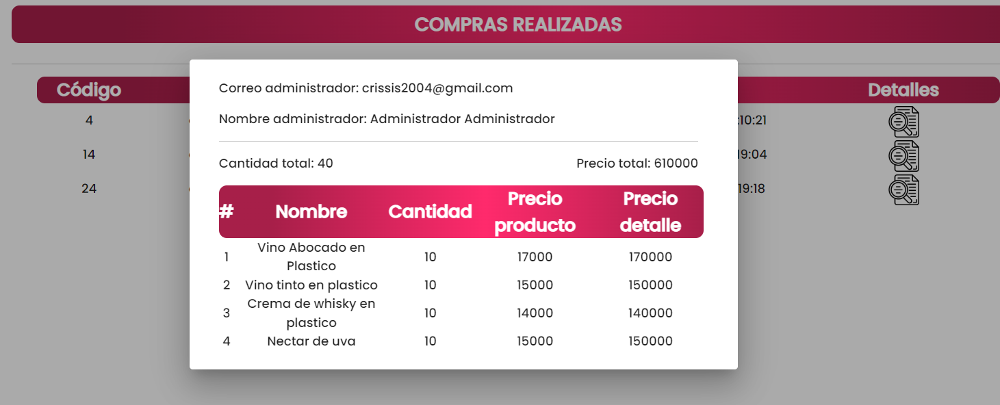 COMPRAS REALIZADAS
Código Detalles
4 :10:21
14 19:04
24 19:18
Correo administrador: crissis2004@gmail.com
Nombre administrador: Administrador Administrador
Cantidad total: 40 Precio total: 610000
# Nombre Cantidad Precio producto Precio detalle
1 Vino Abocado en Plastico 10 17000 170000
2 Vino tinto en plastico 10 15000 150000
3 Crema de whisky en plastico 10 14000 140000
4 Nectar de uva 10 15000 150000